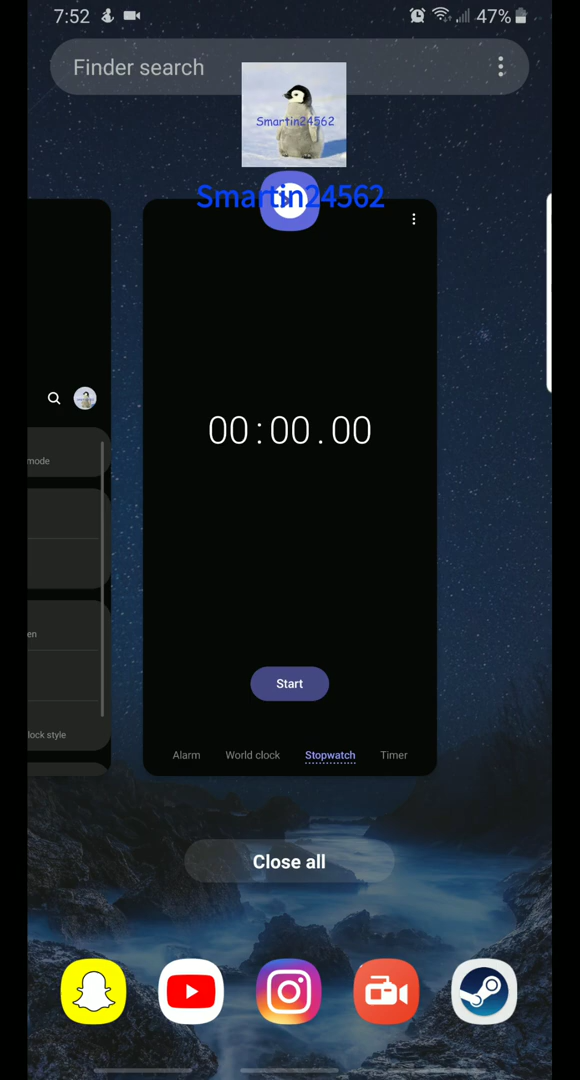 7:52
47%
Finder search
Smartin24562
Smartin24562
00:00.00
mode
en
lock style
Start
Alarm World clock Stopwatch Timer
Close all